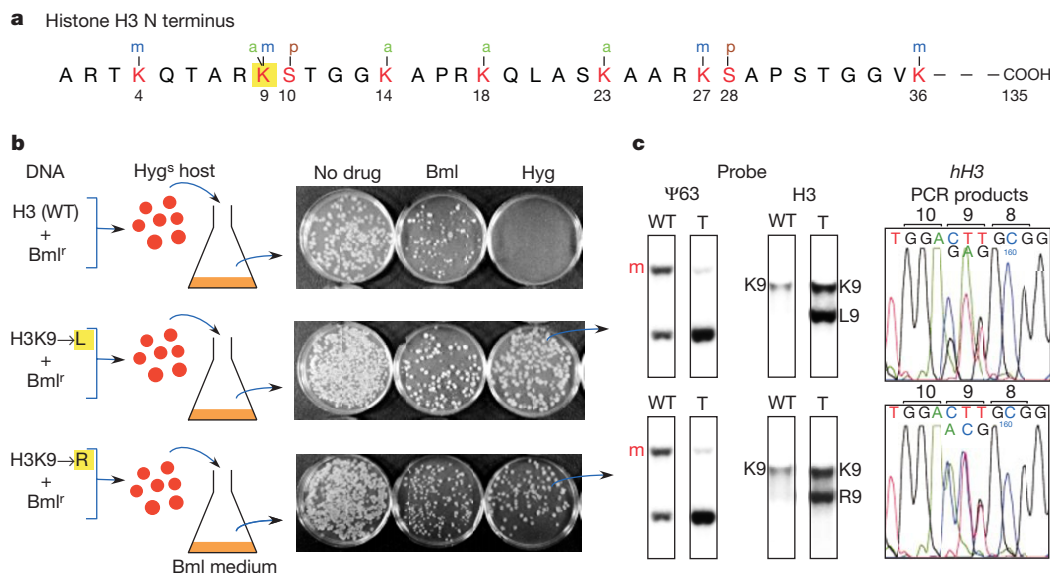 a Histone H3 N terminus
m a m p a a a m p m
A R T K Q T A R K S T G G K A P R K Q L A S K A A R K S A P S T G G V K – – – COOH
4 9 10 14 18 23 27 28 36 135
b
DNA Hygs host No drug Bml Hyg
H3 (WT)
+
Bmlr
H3K9→L
+
Bmlr
H3K9→R
+
Bmlr
Bml medium
c
Probe
Ψ63 H3
WT T WT T
m
K9 K9
L9
WT T WT T
m
K9 K9
R9
hH3
PCR products
10 9 8
T G G A C T T G C G G
G A G 160
10 9 8
T G G A C T T G C G G
A C G 160